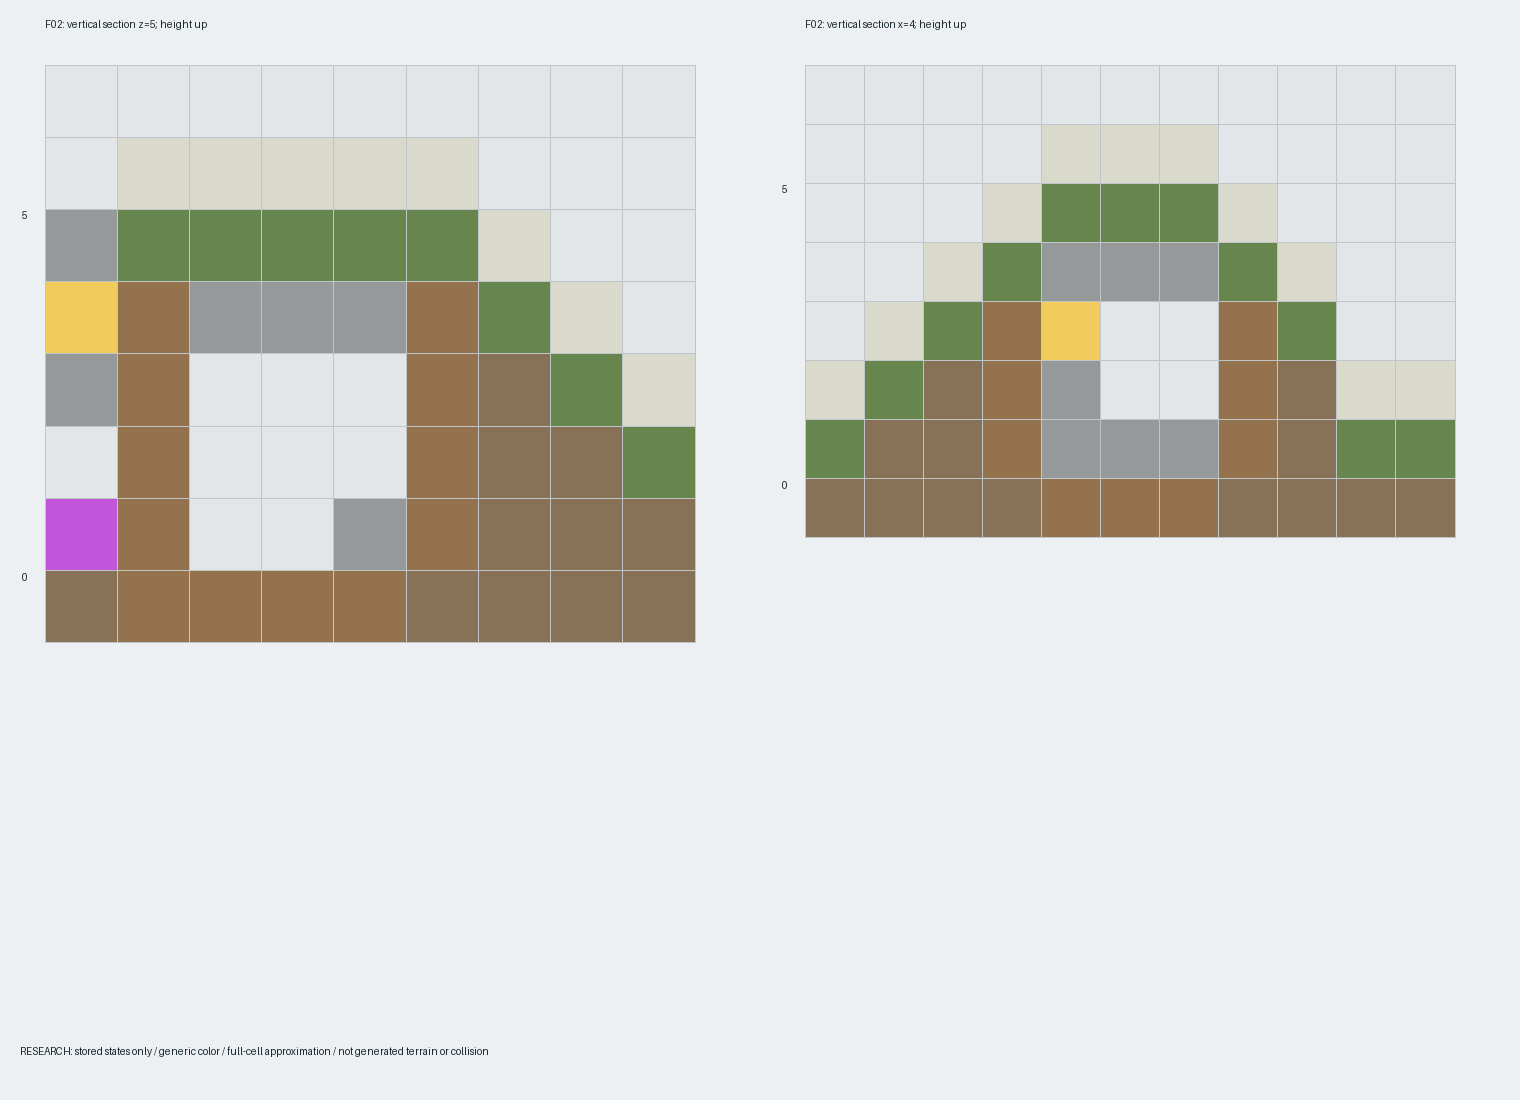 F02: vertical section z=5; height up
F02: vertical section x=4; height up
5
5
0
0
RESEARCH: stored states only / generic color / full-cell approximation / not generated terrain or collision